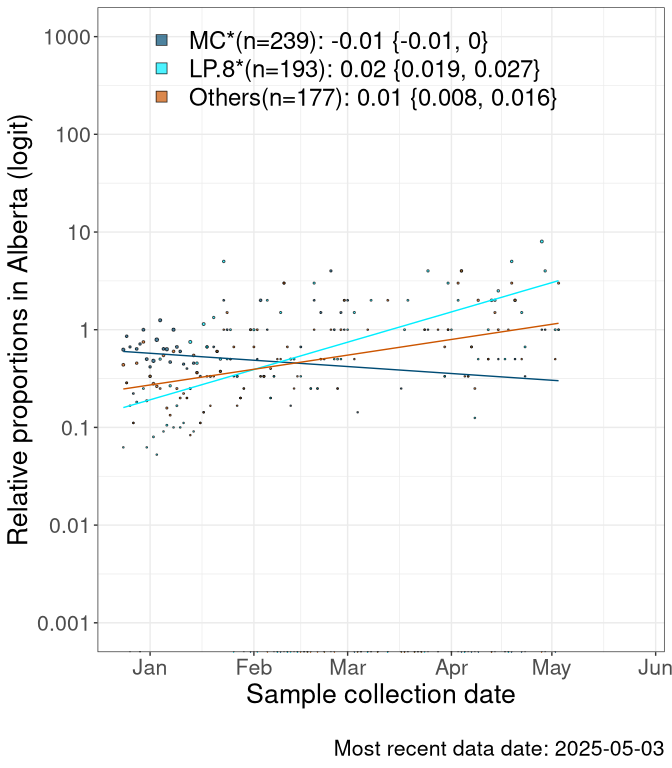 MC*(n=239): -0.01 {-0.01, 0}
LP.8*(n=193): 0.02 {0.019, 0.027}
Others(n=177): 0.01 {0.008, 0.016}
Relative proportions in Alberta (logit)
1000
100
10
1
0.1
0.01
0.001
Jan Feb Mar Apr May Jun
Sample collection date
Most recent data date: 2025-05-03